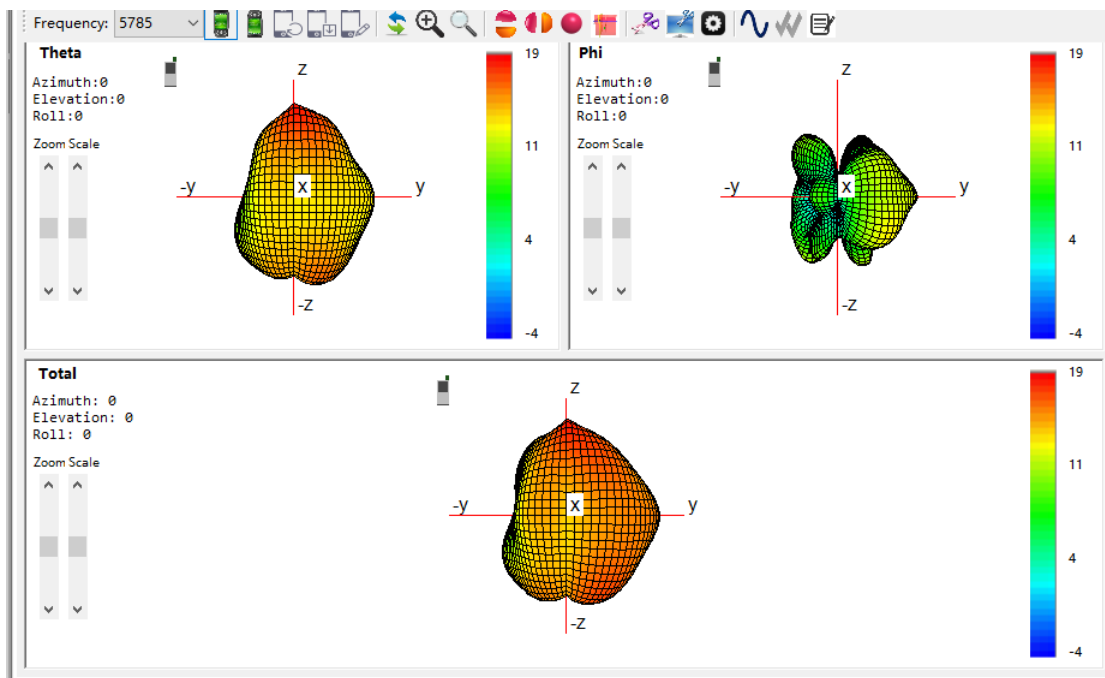 Frequency: 5785
Theta
Azimuth:0
Elevation:0
Roll:0
Zoom Scale
Z
-y
X
y
-Z
19
11
4
-4
Phi
Azimuth:0
Elevation:0
Roll:0
Zoom Scale
Z
-y
X
y
-Z
19
11
4
-4
Total
Azimuth: 0
Elevation: 0
Roll: 0
Zoom Scale
Z
-y
X
y
-Z
19
11
4
-4